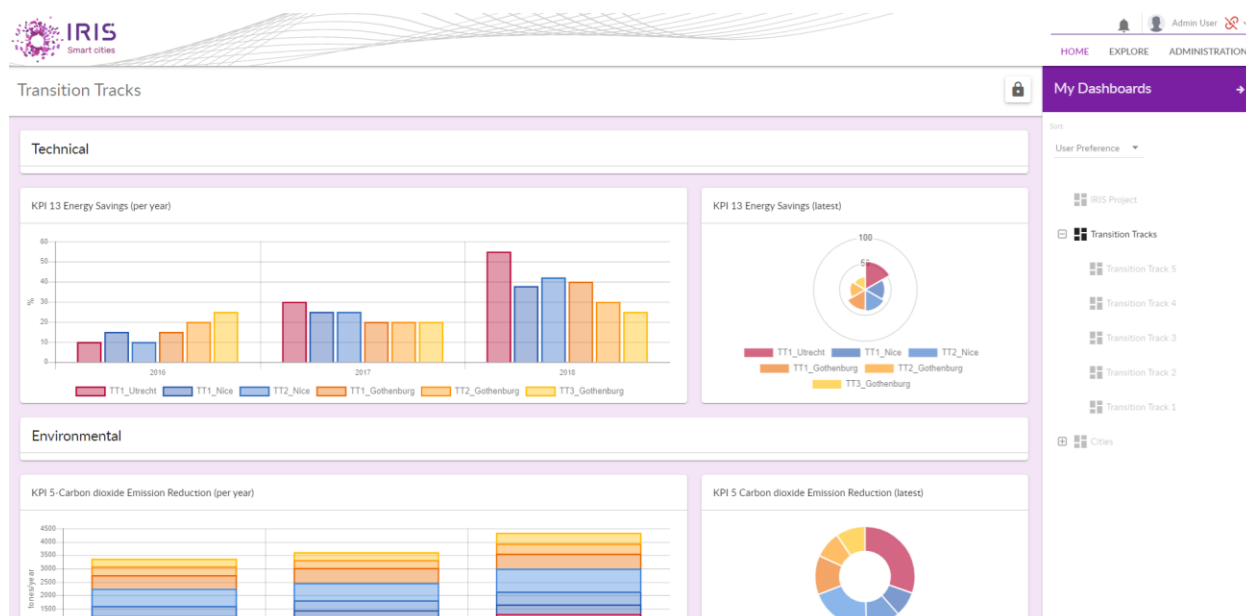 IRIS
Smart cities
Admin User
HOME EXPLORE ADMINISTRATION
Transition Tracks
My Dashboards
Technical
Sort
User Preference
KPI 13 Energy Savings (per year)
KPI 13 Energy Savings (latest)
IRIS Project
Transition Tracks
Transition Track 5
Transition Track 4
Transition Track 3
Transition Track 2
Transition Track 1
Cities
60
50
40
30
20
10
0
%
2016 2017 2018
TT1_Utrecht TT1_Nice TT2_Nice TT1_Gothenburg TT2_Gothenburg TT3_Gothenburg
100
50
TT1_Utrecht TT1_Nice TT2_Nice
TT1_Gothenburg TT2_Gothenburg
TT3_Gothenburg
Environmental
KPI 5-Carbon dioxide Emission Reduction (per year)
KPI 5 Carbon dioxide Emission Reduction (latest)
4500
4000
3500
3000
2500
2000
1500
tones/year